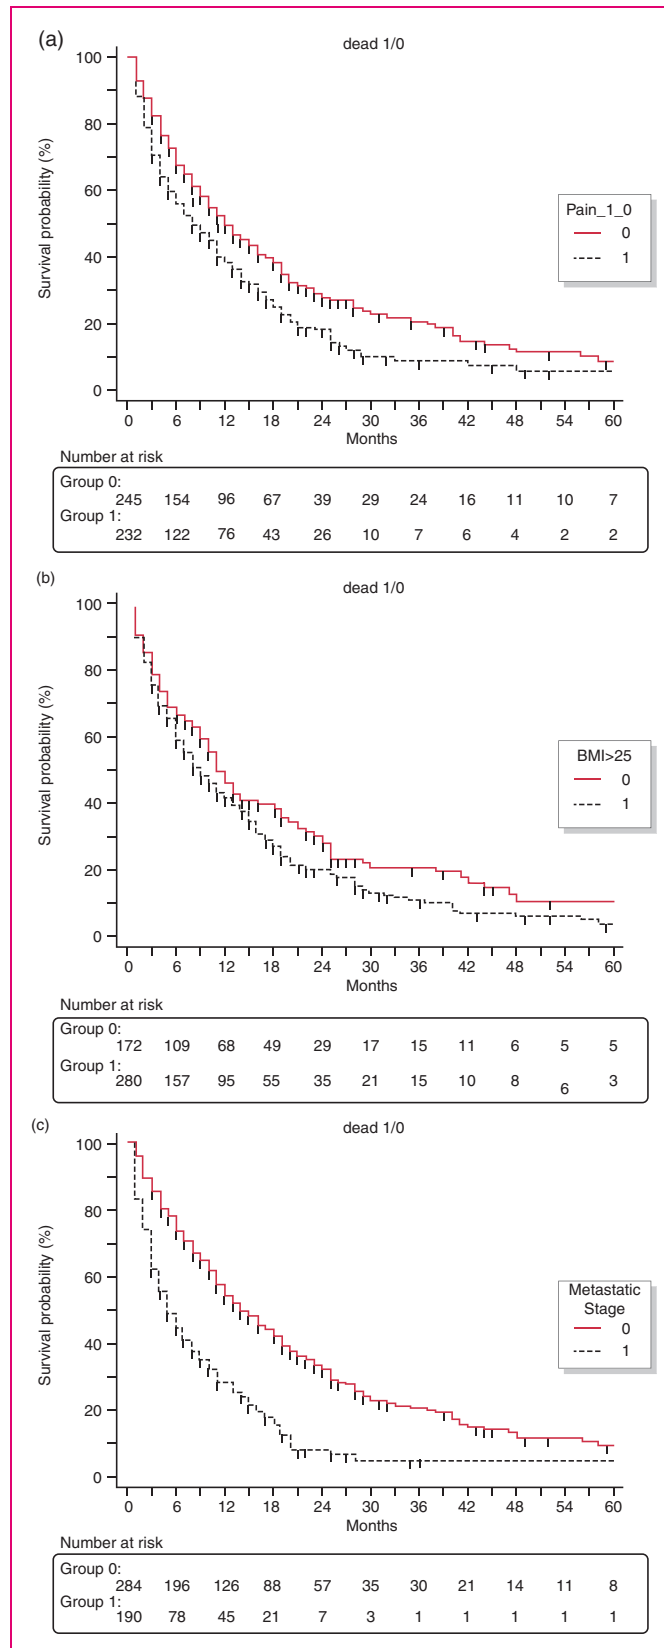 (a)
dead 1/0
100
80
60
40
20
0
Survival probability (%)
Pain_1_0
0
1
0 6 12 18 24 30 36 42 48 54 60
Months
Number at risk
Group 0:
245 154 96 67 39 29 24 16 11 10 7
Group 1:
232 122 76 43 26 10 7 6 4 2 2
(b)
dead 1/0
100
80
60
40
20
0
Survival probability (%)
BMI>25
0
1
0 6 12 18 24 30 36 42 48 54 60
Months
Number at risk
Group 0:
172 109 68 49 29 17 15 11 6 5 5
Group 1:
280 157 95 55 35 21 15 10 8 6 3
(c)
dead 1/0
100
80
60
40
20
0
Survival probability (%)
Metastatic
Stage
0
1
0 6 12 18 24 30 36 42 48 54 60
Months
Number at risk
Group 0:
284 196 126 88 57 35 30 21 14 11 8
Group 1:
190 78 45 21 7 3 1 1 1 1 1